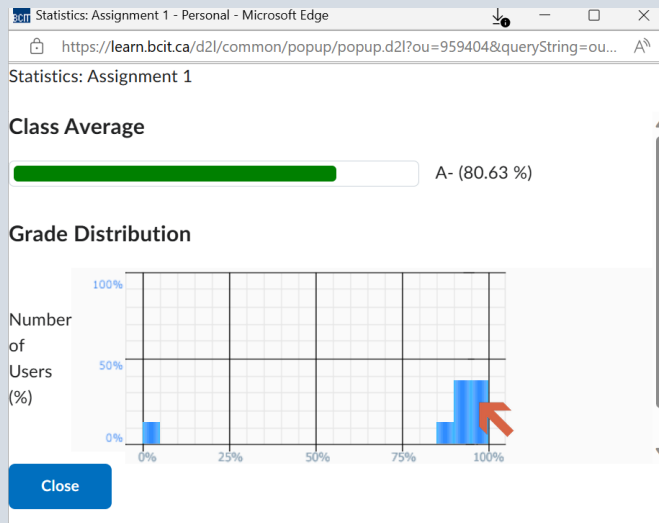 BCIT Statistics: Assignment 1 - Personal - Microsoft Edge
https://learn.bcit.ca/d2l/common/popup/popup.d2l?ou=959404&queryString=ou... A
Statistics: Assignment 1
Class Average
A- (80.63 %)
Grade Distribution
100%
Number
of
Users
(%)
50%
0%
0% 25% 50% 75% 100%
Close